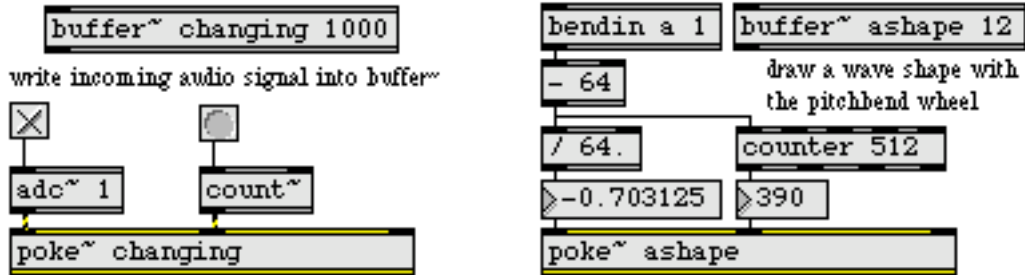 buffer~ changing 1000
write incoming audio signal into buffer~
adc~ 1
count~
poke~ changing
bendin a 1
buffer~ ashape 12
- 64
draw a wave shape with
the pitchbend wheel
/ 64.
counter 512
-0.703125
390
poke~ ashape